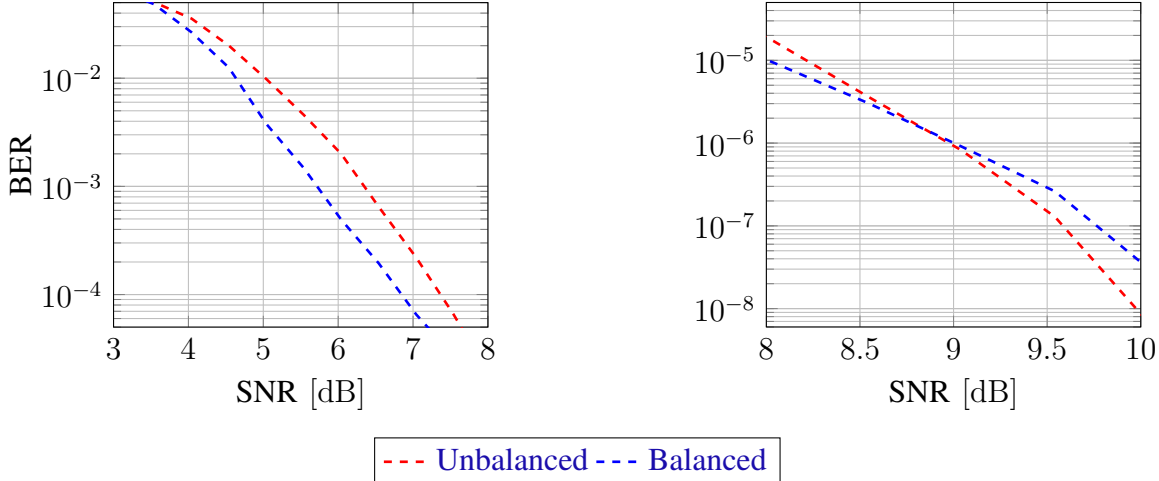 BER
10⁻²
10⁻³
10⁻⁴
3 4 5 6 7 8
SNR [dB]
10⁻⁵
10⁻⁶
10⁻⁷
10⁻⁸
8 8.5 9 9.5 10
SNR [dB]
Unbalanced Balanced